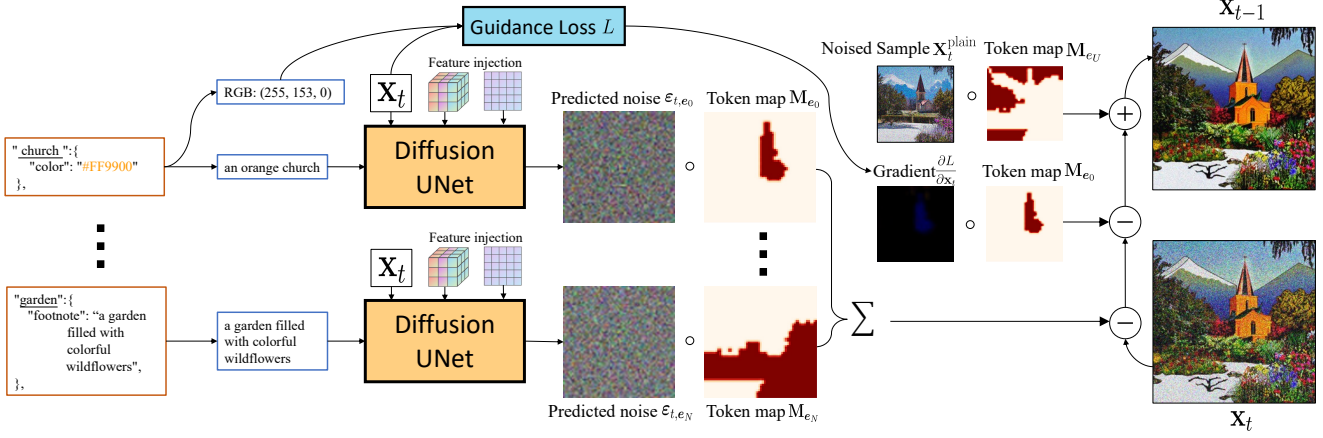 Guidance Loss L
X_{t-1}
RGB: (255, 153, 0)
X_t
Feature injection
Noised Sample X_t^{plain}
Token map M_{e_U}
"church":{
"color": "#FF9900"
},
an orange church
Diffusion
UNet
Predicted noise ε_{t,e_0}
Token map M_{e_0}
Gradient ∂L/∂x_t
Token map M_{e_0}
"garden":{
"footnote": “a garden
filled with
colorful
wildflowers",
},
a garden filled
with colorful
wildflowers
X_t
Feature injection
Diffusion
UNet
Predicted noise ε_{t,e_N}
Token map M_{e_N}
∘
∘
∘
∘
Σ
+
−
−
X_t